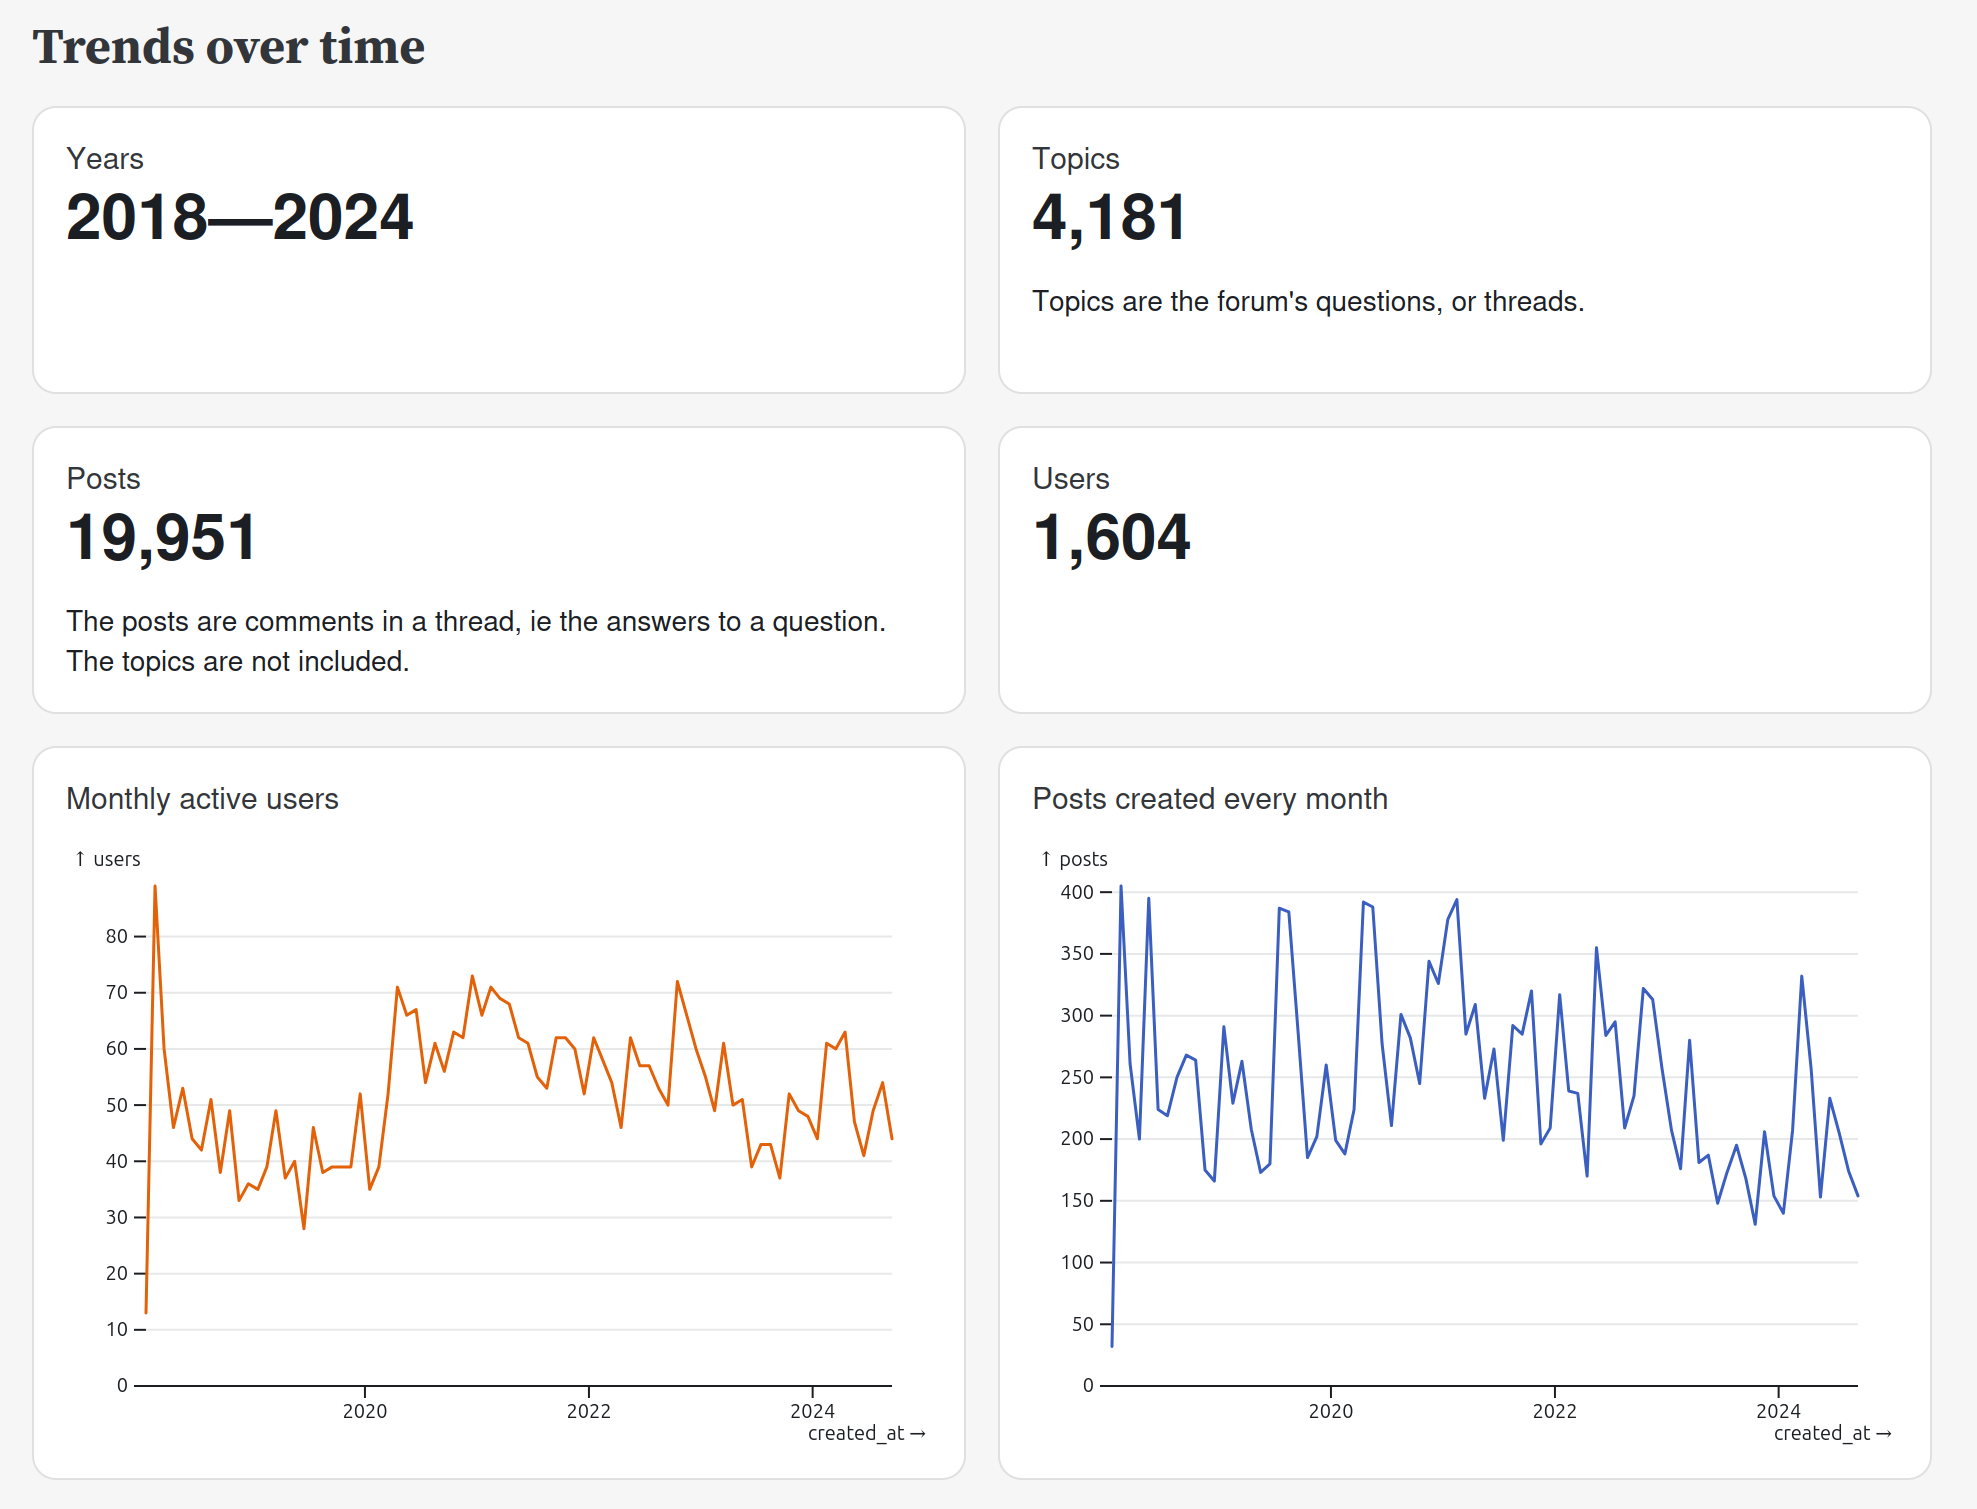 Trends over time
Years
2018—2024
Topics
4,181
Topics are the forum's questions, or threads.
Posts
19,951
The posts are comments in a thread, ie the answers to a question.
The topics are not included.
Users
1,604
Monthly active users
↑ users
80
70
60
50
40
30
20
10
0
2020
2022
2024
created_at →
Posts created every month
↑ posts
400
350
300
250
200
150
100
50
0
2020
2022
2024
created_at →